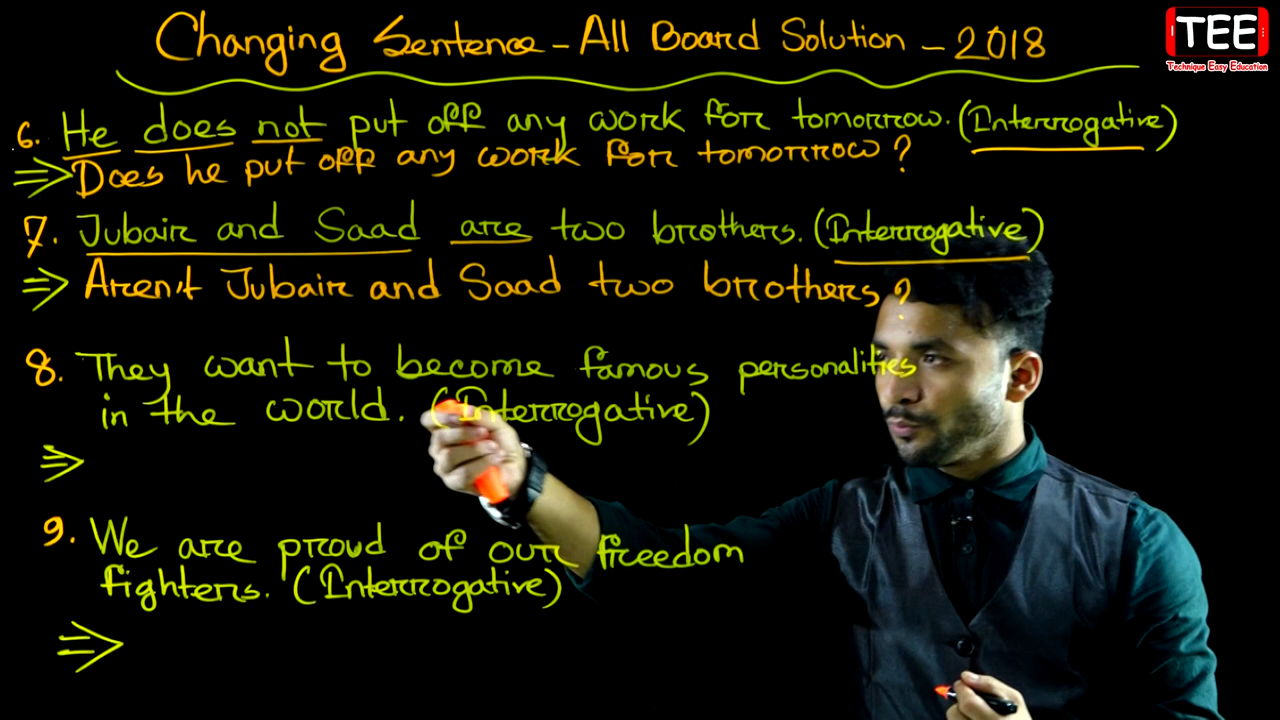 Changing Sentence - All Board Solution - 2018
TEE
Technique Easy Education
6. He does not put off any work for tomorrow. (Interrogative)
⇒ Does he put off any work for tomorrow?
7. Jubair and Saad are two brothers. (Interrogative)
⇒ Aren't Jubair and Saad two brothers?
8. They want to become famous personalities
in the world. (Interrogative)
⇒
9. We are proud of our freedom
fighters. (Interrogative)
⇒